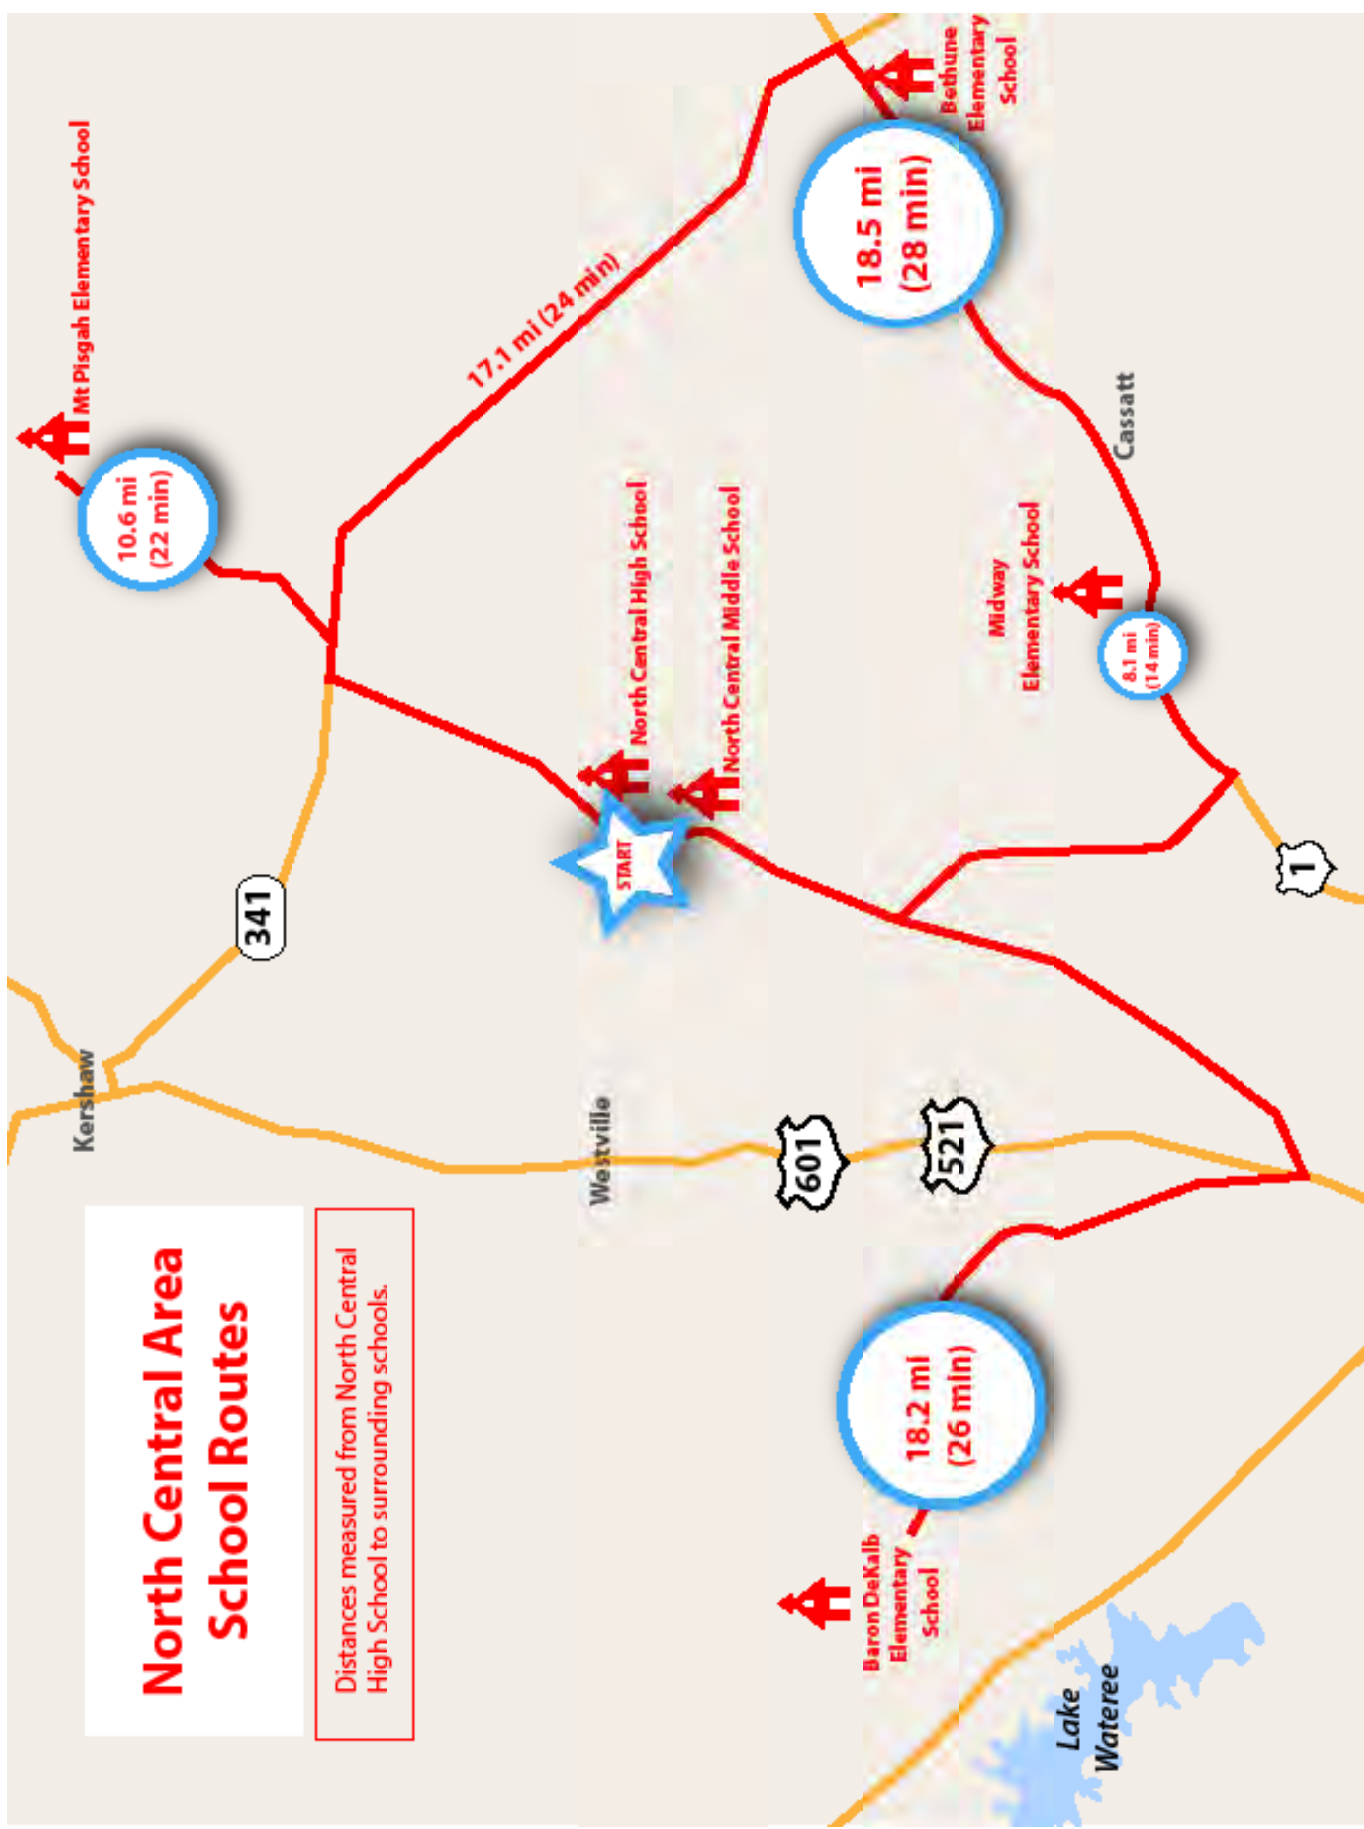 North Central Area
School Routes
Distances measured from North Central
High School to surrounding schools.
Kershaw
341
10.6 mi
(22 min)
Mt Pisgah Elementary School
17.1 mi (24 min)
Westville
START
North Central High School
North Central Middle School
601
521
18.5 mi
(28 min)
Bethune
Elementary
School
Baron DeKalb
Elementary
School
18.2 mi
(26 min)
Midway
Elementary School
8.1 mi
(14 min)
Cassatt
1
Lake
Wateree